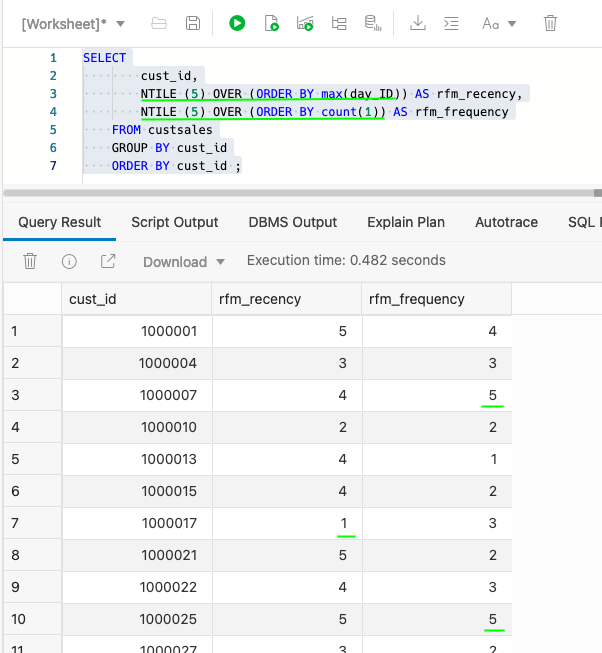 [Worksheet]*
Aa
1 SELECT
2 cust_id,
3 NTILE (5) OVER (ORDER BY max(day_ID)) AS rfm_recency,
4 NTILE (5) OVER (ORDER BY count(1)) AS rfm_frequency
5 FROM custsales
6 GROUP BY cust_id
7 ORDER BY cust_id ;
Query Result Script Output DBMS Output Explain Plan Autotrace SQL
Download Execution time: 0.482 seconds
cust_id rfm_recency rfm_frequency
1 1000001 5 4
2 1000004 3 3
3 1000007 4 5
4 1000010 2 2
5 1000013 4 1
6 1000015 4 2
7 1000017 1 3
8 1000021 5 2
9 1000022 4 3
10 1000025 5 5
11 1000027 3 2